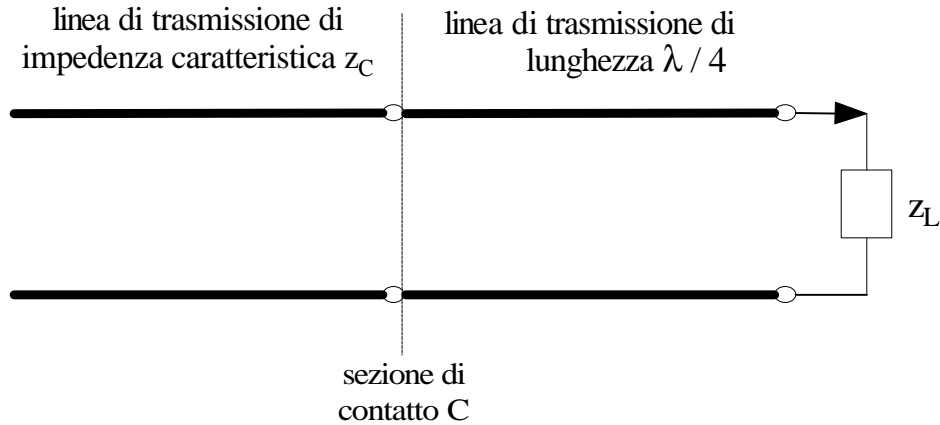 linea di trasmissione di
impedenza caratteristica z_C
linea di trasmissione di
lunghezza λ / 4
z_L
sezione di
contatto C